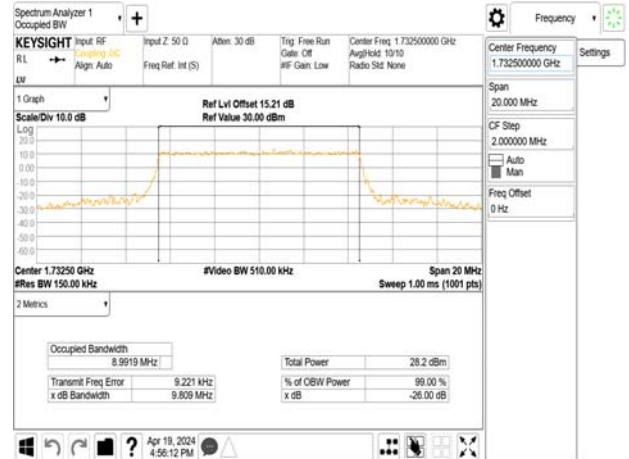 Spectrum Analyzer 1
Occupied BW
+
Frequency
KEYSIGHT
RL
Input: RF
Coupling: DC
Align: Auto
Input Z: 50 Ω
Freq Ref: Int (S)
Atten: 30 dB
Trig: Free Run
Gate: Off
#IF Gain: Low
Center Freq: 1.732500000 GHz
Avg|Hold: 10/10
Radio Std: None
Center Frequency
1.732500000 GHz
Settings
Span
20.000 MHz
CF Step
2.000000 MHz
Auto
Man
Freq Offset
0 Hz
1 Graph
Scale/Div 10.0 dB
Ref Lvl Offset 15.21 dB
Ref Value 30.00 dBm
Log
20.0
10.0
0.00
-10.0
-20.0
-30.0
-40.0
-50.0
-60.0
Center 1.73250 GHz
#Video BW 510.00 kHz
Span 20 MHz
#Res BW 150.00 kHz
Sweep 1.00 ms (1001 pts)
2 Metrics
Occupied Bandwidth
8.9919 MHz
Total Power 28.2 dBm
Transmit Freq Error 9.221 kHz
% of OBW Power 99.00 %
x dB Bandwidth 9.809 MHz
x dB -26.00 dB
?
Apr 19, 2024
4:56:12 PM